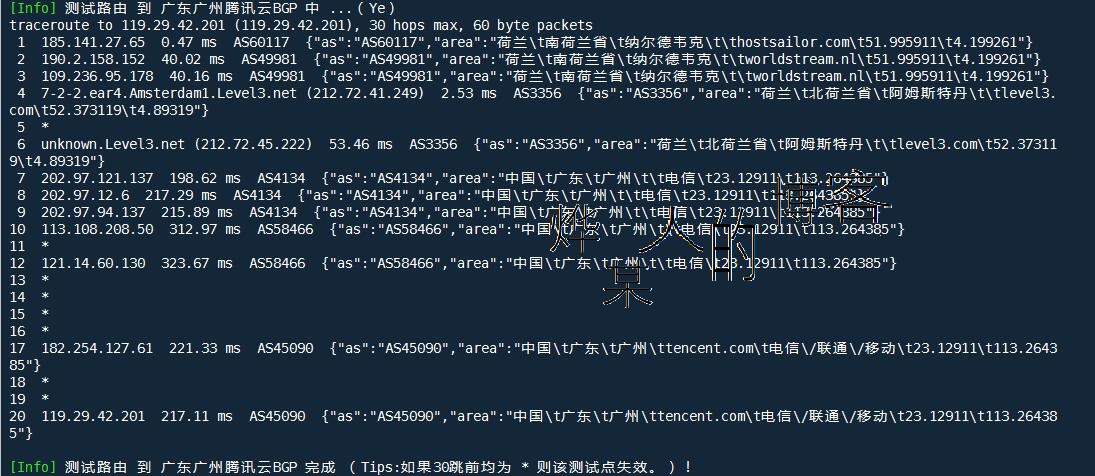 [Info] 测试路由 到 广东广州腾讯云BGP 中 ...(Ye)
traceroute to 119.29.42.201 (119.29.42.201), 30 hops max, 60 byte packets
1 185.141.27.65 0.47 ms AS60117 {"as":"AS60117","area":"荷兰\t南荷兰省\t纳尔德韦克\t\thostsailor.com\t51.995911\t4.199261"}
2 190.2.158.152 40.02 ms AS49981 {"as":"AS49981","area":"荷兰\t南荷兰省\t纳尔德韦克\t\tworldstream.nl\t51.995911\t4.199261"}
3 109.236.95.178 40.16 ms AS49981 {"as":"AS49981","area":"荷兰\t南荷兰省\t纳尔德韦克\t\tworldstream.nl\t51.995911\t4.199261"}
4 7-2-2.ear4.Amsterdam1.Level3.net (212.72.41.249) 2.53 ms AS3356 {"as":"AS3356","area":"荷兰\t北荷兰省\t阿姆斯特丹\t\tlevel3.
com\t52.373119\t4.89319"}
5 *
6 unknown.Level3.net (212.72.45.222) 53.46 ms AS3356 {"as":"AS3356","area":"荷兰\t北荷兰省\t阿姆斯特丹\t\tlevel3.com\t52.37311
9\t4.89319"}
7 202.97.121.137 198.62 ms AS4134 {"as":"AS4134","area":"中国\t广东\t广州\t\t电信\t23.12911\t113.264385"}
8 202.97.12.6 217.29 ms AS4134 {"as":"AS4134","area":"中国\t广东\t广州\t\t电信\t23.12911\t113.264385"}
9 202.97.94.137 215.89 ms AS4134 {"as":"AS4134","area":"中国\t广东\t广州\t\t电信\t23.12911\t113.264385"}
10 113.108.208.50 312.97 ms AS58466 {"as":"AS58466","area":"中国\t广东\t广州\t\t电信\t23.12911\t113.264385"}
11 *
12 121.14.60.130 323.67 ms AS58466 {"as":"AS58466","area":"中国\t广东\t广州\t\t电信\t23.12911\t113.264385"}
13 *
14 *
15 *
16 *
17 182.254.127.61 221.33 ms AS45090 {"as":"AS45090","area":"中国\t广东\t广州\ttencent.com\t电信\/联通\/移动\t23.12911\t113.2643
85"}
18 *
19 *
20 119.29.42.201 217.11 ms AS45090 {"as":"AS45090","area":"中国\t广东\t广州\ttencent.com\t电信\/联通\/移动\t23.12911\t113.26438
5"}
[Info] 测试路由 到 广东广州腾讯云BGP 完成 （Tips:如果30跳前均为 * 则该测试点失效。）!
烨某人的博客